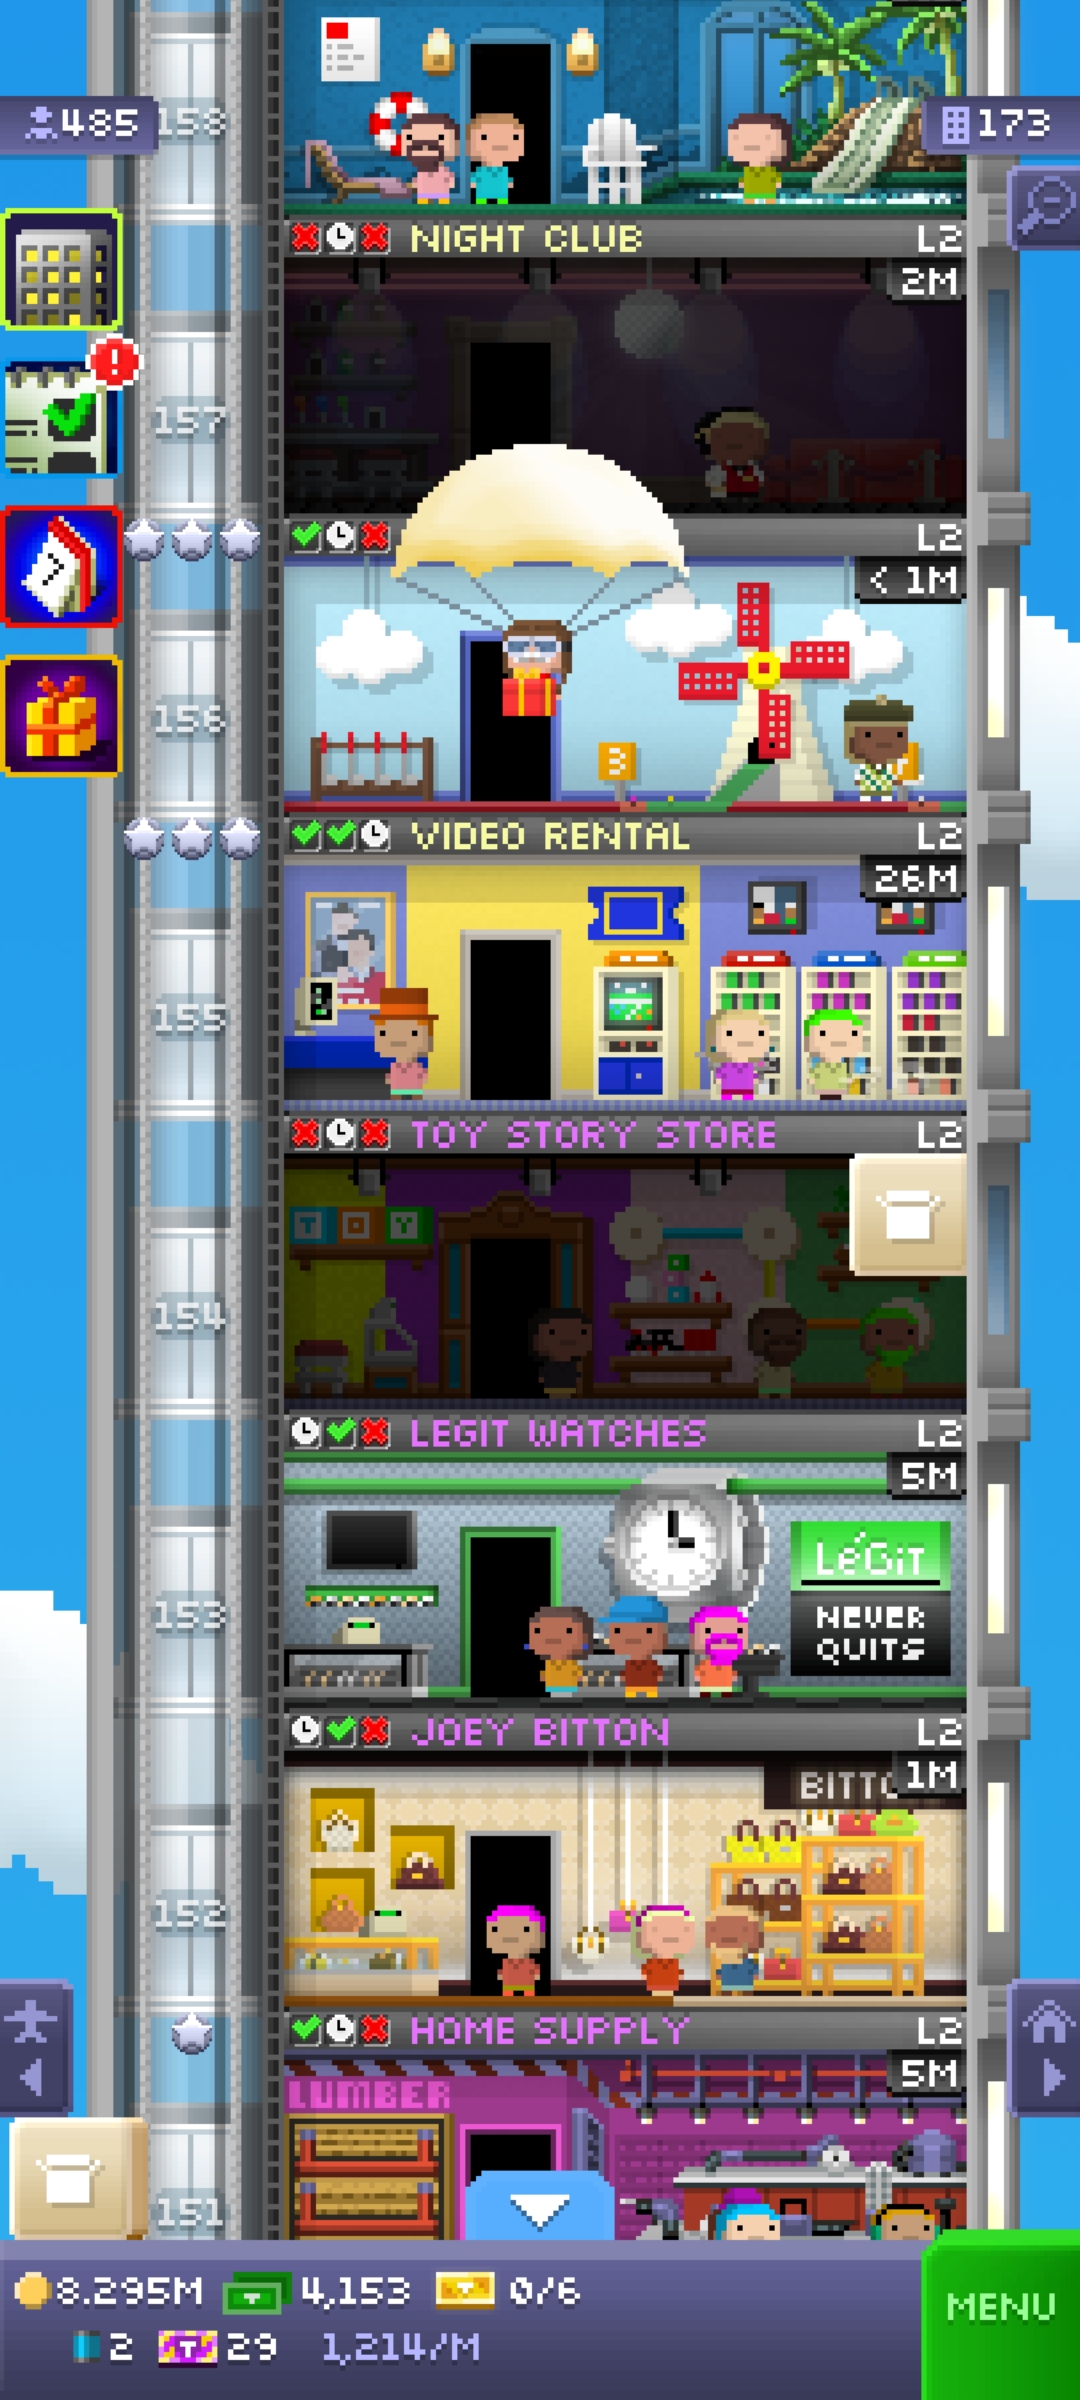 485
158
173
NIGHT CLUB
L2
2M
157
L2
< 1M
3
156
VIDEO RENTAL
L2
26M
155
TOY STORY STORE
L2
T O Y
154
LEGIT WATCHES
L2
5M
LéGiT
NEVER
QUITS
153
JOEY BITTON
L2
1M
BITTO
152
HOME SUPPLY
L2
5M
LUMBER
151
8.295M 4,153 0/6
2 29 1,214/M
MENU